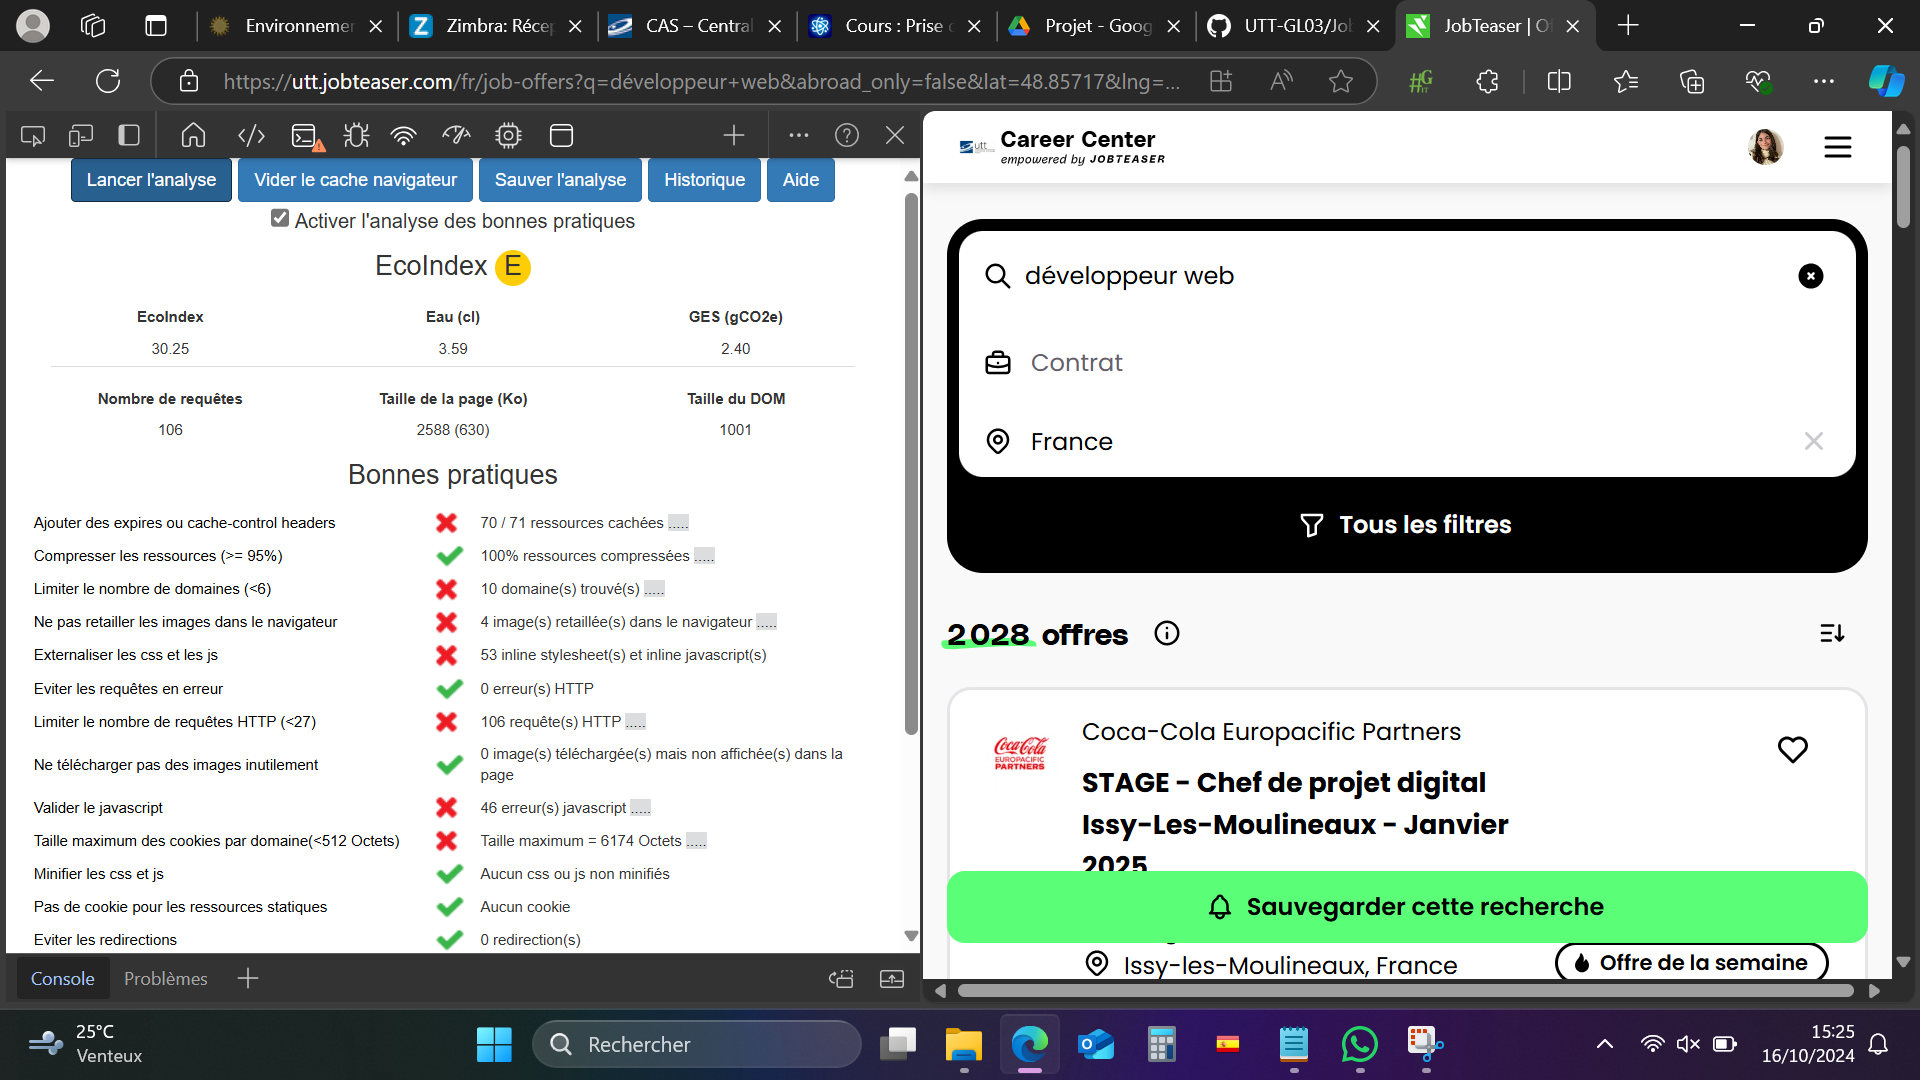 Environnemer
Zimbra: Récep
CAS – Central
Cours : Prise c
Projet - Goog
UTT-GL03/Job
JobTeaser | Of
https://utt.jobteaser.com/fr/job-offers?q=développeur+web&abroad_only=false&lat=48.85717&lng=...
Lancer l'analyse
Vider le cache navigateur
Sauver l'analyse
Historique
Aide
Activer l'analyse des bonnes pratiques
EcoIndex E
EcoIndex
Eau (cl)
GES (gCO2e)
30.25
3.59
2.40
Nombre de requêtes
Taille de la page (Ko)
Taille du DOM
106
2588 (630)
1001
Bonnes pratiques
Ajouter des expires ou cache-control headers
70 / 71 ressources cachées .....
Compresser les ressources (>= 95%)
100% ressources compressées .....
Limiter le nombre de domaines (<6)
10 domaine(s) trouvé(s) .....
Ne pas retailler les images dans le navigateur
4 image(s) retaillée(s) dans le navigateur .....
Externaliser les css et les js
53 inline stylesheet(s) et inline javascript(s)
Eviter les requêtes en erreur
0 erreur(s) HTTP
Limiter le nombre de requêtes HTTP (<27)
106 requête(s) HTTP .....
Ne télécharger pas des images inutilement
0 image(s) téléchargée(s) mais non affichée(s) dans la
page
Valider le javascript
46 erreur(s) javascript .....
Taille maximum des cookies par domaine(<512 Octets)
Taille maximum = 6174 Octets .....
Minifier les css et js
Aucun css ou js non minifiés
Pas de cookie pour les ressources statiques
Aucun cookie
Eviter les redirections
0 redirection(s)
Console
Problèmes
utt
Career Center
empowered by JOBTEASER
développeur web
Contrat
France
Tous les filtres
2 028 offres
Coca-Cola
EUROPACIFIC
PARTNERS
Coca-Cola Europacific Partners
STAGE - Chef de projet digital
Issy-Les-Moulineaux - Janvier
2025
Sauvegarder cette recherche
Issy-les-Moulineaux, France
Offre de la semaine
25°C
Venteux
Rechercher
15:25
16/10/2024